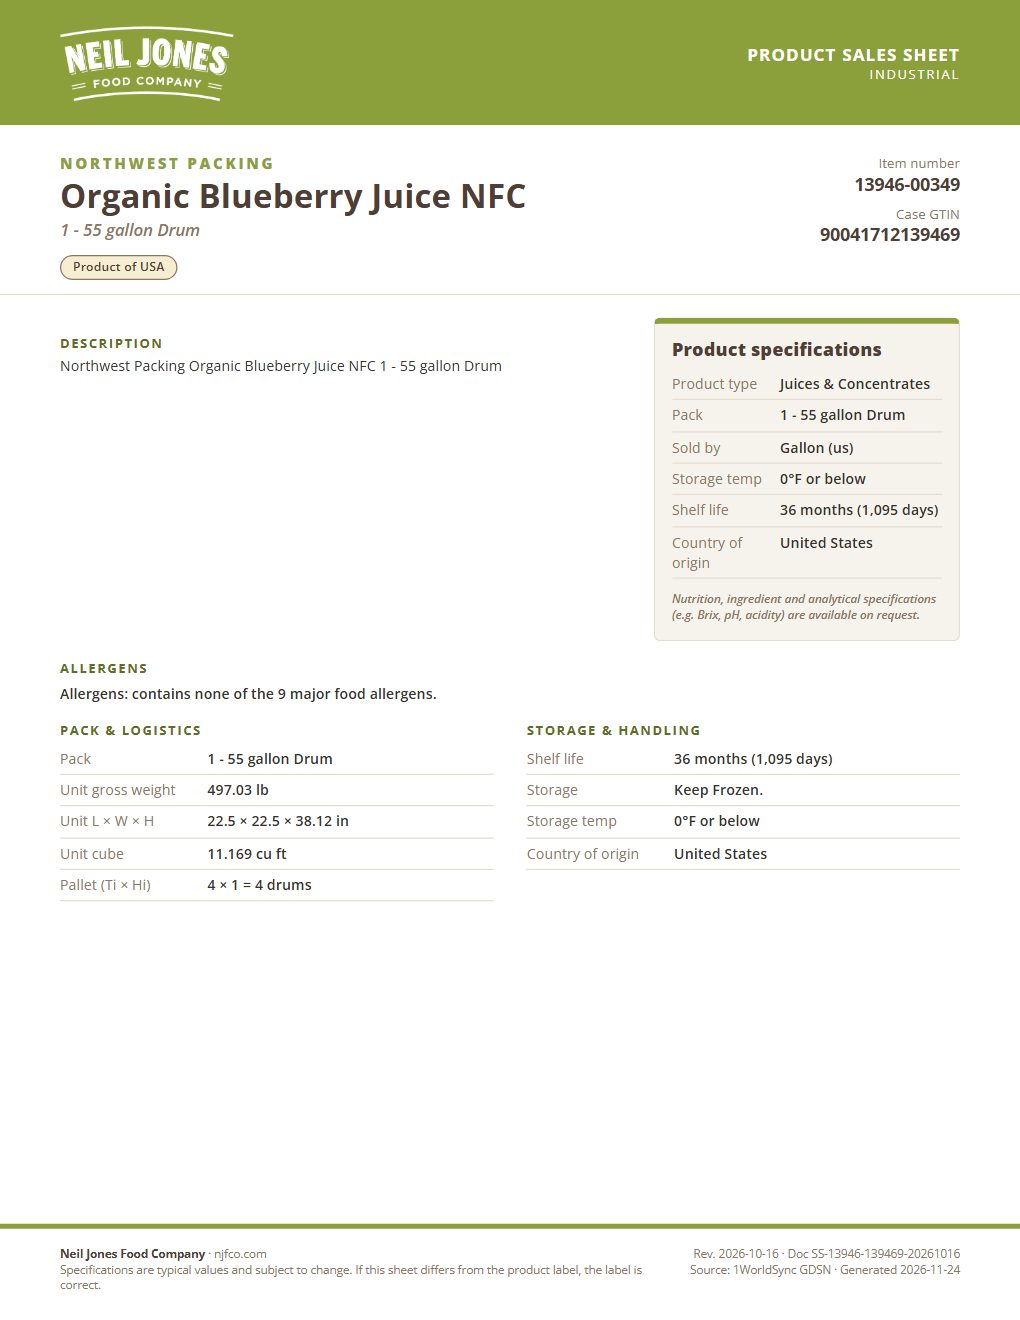 NEIL JONES
FOOD COMPANY
PRODUCT SALES SHEET
INDUSTRIAL
NORTHWEST PACKING
Organic Blueberry Juice NFC
1 - 55 gallon Drum
Product of USA
Item number
13946-00349
Case GTIN
90041712139469
DESCRIPTION
Northwest Packing Organic Blueberry Juice NFC 1 - 55 gallon Drum
Product specifications
Product type Juices & Concentrates
Pack 1 - 55 gallon Drum
Sold by Gallon (us)
Storage temp 0°F or below
Shelf life 36 months (1,095 days)
Country of origin United States
Nutrition, ingredient and analytical specifications
(e.g. Brix, pH, acidity) are available on request.
ALLERGENS
Allergens: contains none of the 9 major food allergens.
PACK & LOGISTICS
Pack 1 - 55 gallon Drum
Unit gross weight 497.03 lb
Unit L × W × H 22.5 × 22.5 × 38.12 in
Unit cube 11.169 cu ft
Pallet (Ti × Hi) 4 × 1 = 4 drums
STORAGE & HANDLING
Shelf life 36 months (1,095 days)
Storage Keep Frozen.
Storage temp 0°F or below
Country of origin United States
Neil Jones Food Company · njfco.com
Specifications are typical values and subject to change. If this sheet differs from the product label, the label is
correct.
Rev. 2026-10-16 · Doc SS-13946-139469-20261016
Source: 1WorldSync GDSN · Generated 2026-11-24